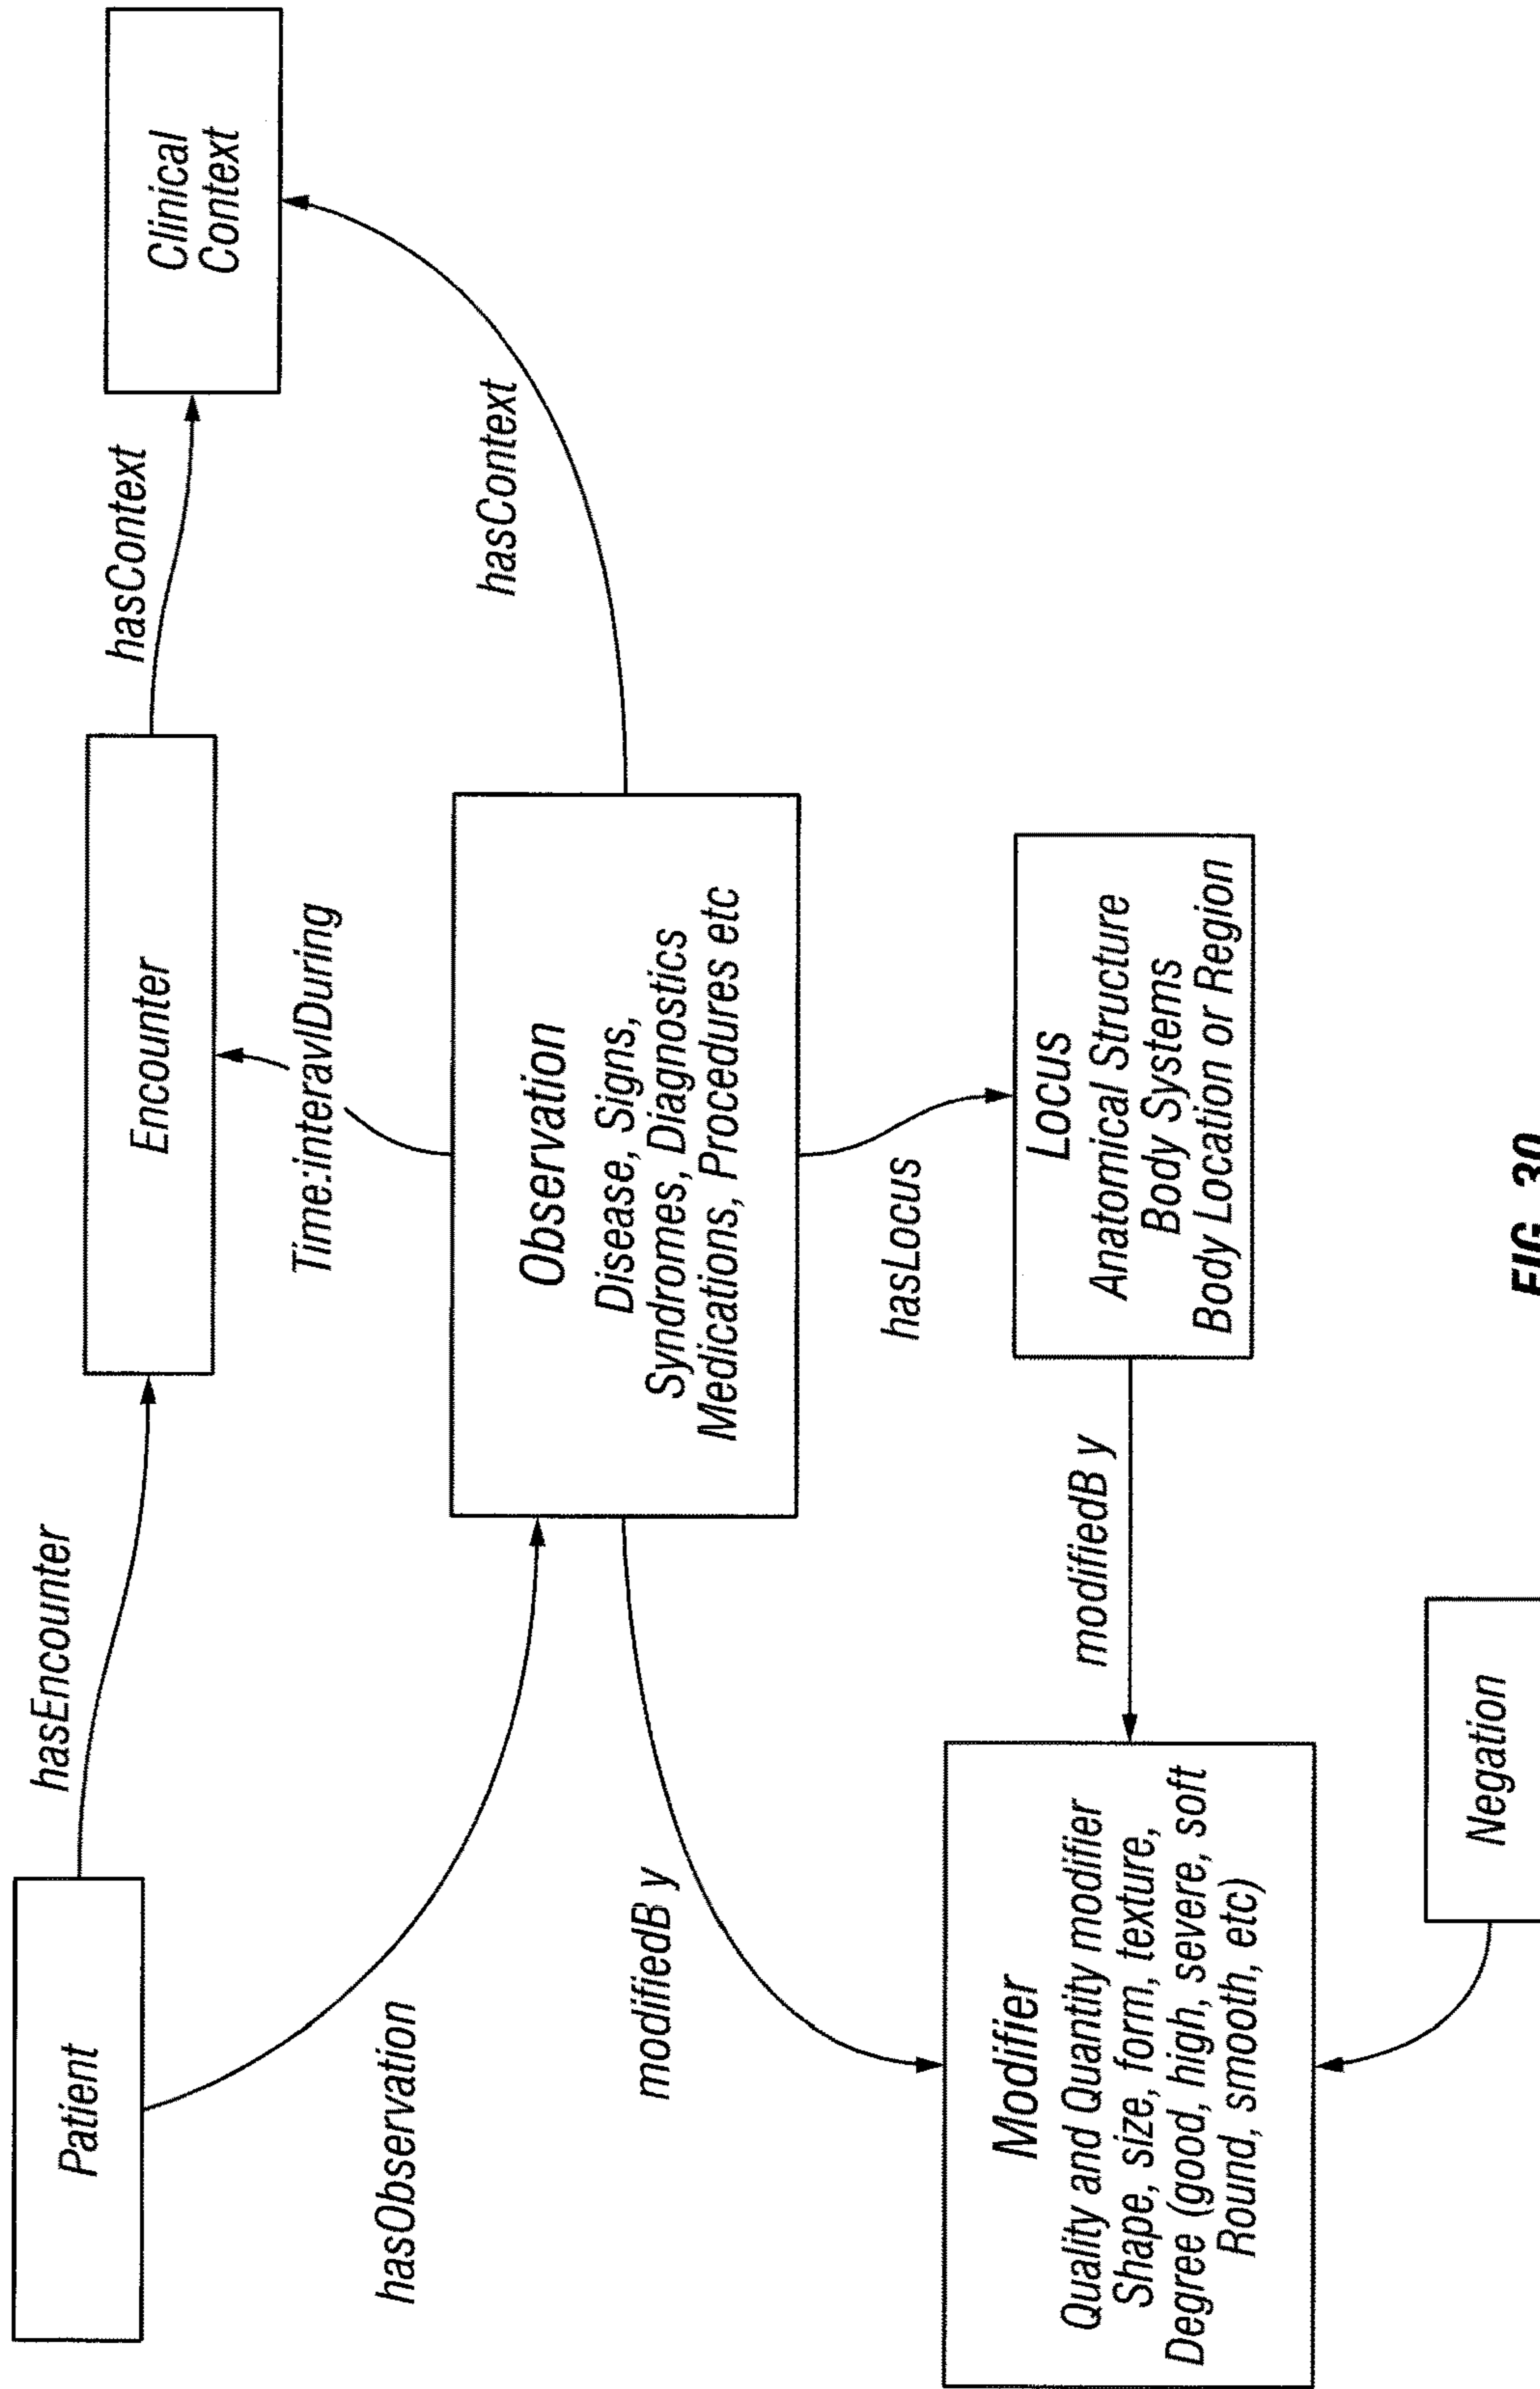 Patient
hasEncounter
Encounter
hasContext
Clinical
Context
hasObservation
Time:interavlDuring
hasContext
Observation
Disease, Signs,
Syndromes, Diagnostics
Medications, Procedures etc
modifiedB y
hasLocus
Modifier
Quality and Quantity modifier
Shape, size, form, texture,
Degree (good, high, severe, soft
Round, smooth, etc)
modifiedB y
Locus
Anatomical Structure
Body Systems
Body Location or Region
Negation
FIG. 30